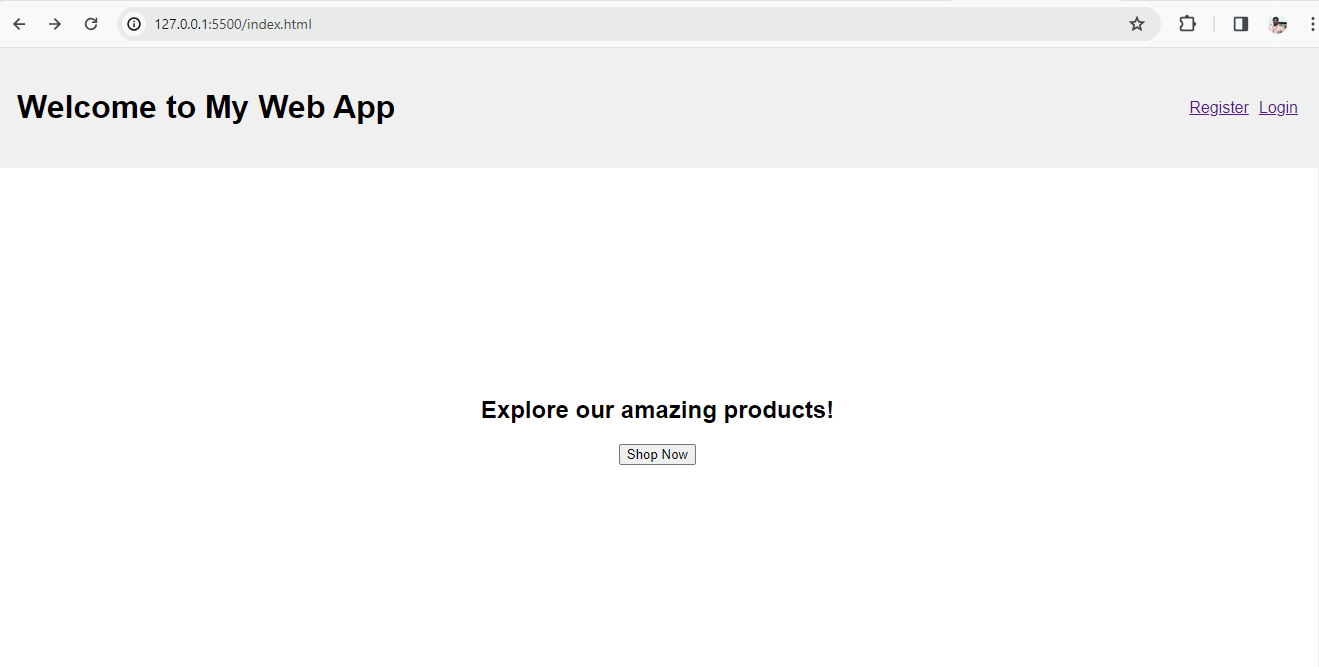 127.0.0.1:5500/index.html
Welcome to My Web App
Register Login
Explore our amazing products!
Shop Now